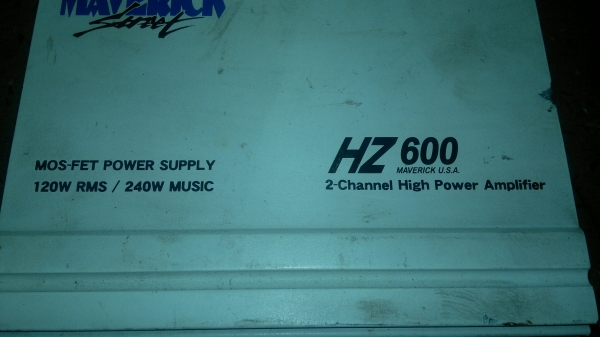 MAVERICK
Street
MOS-FET POWER SUPPLY
120W RMS / 240W MUSIC
HZ 600
MAVERICK U.S.A.
2-Channel High Power Amplifier